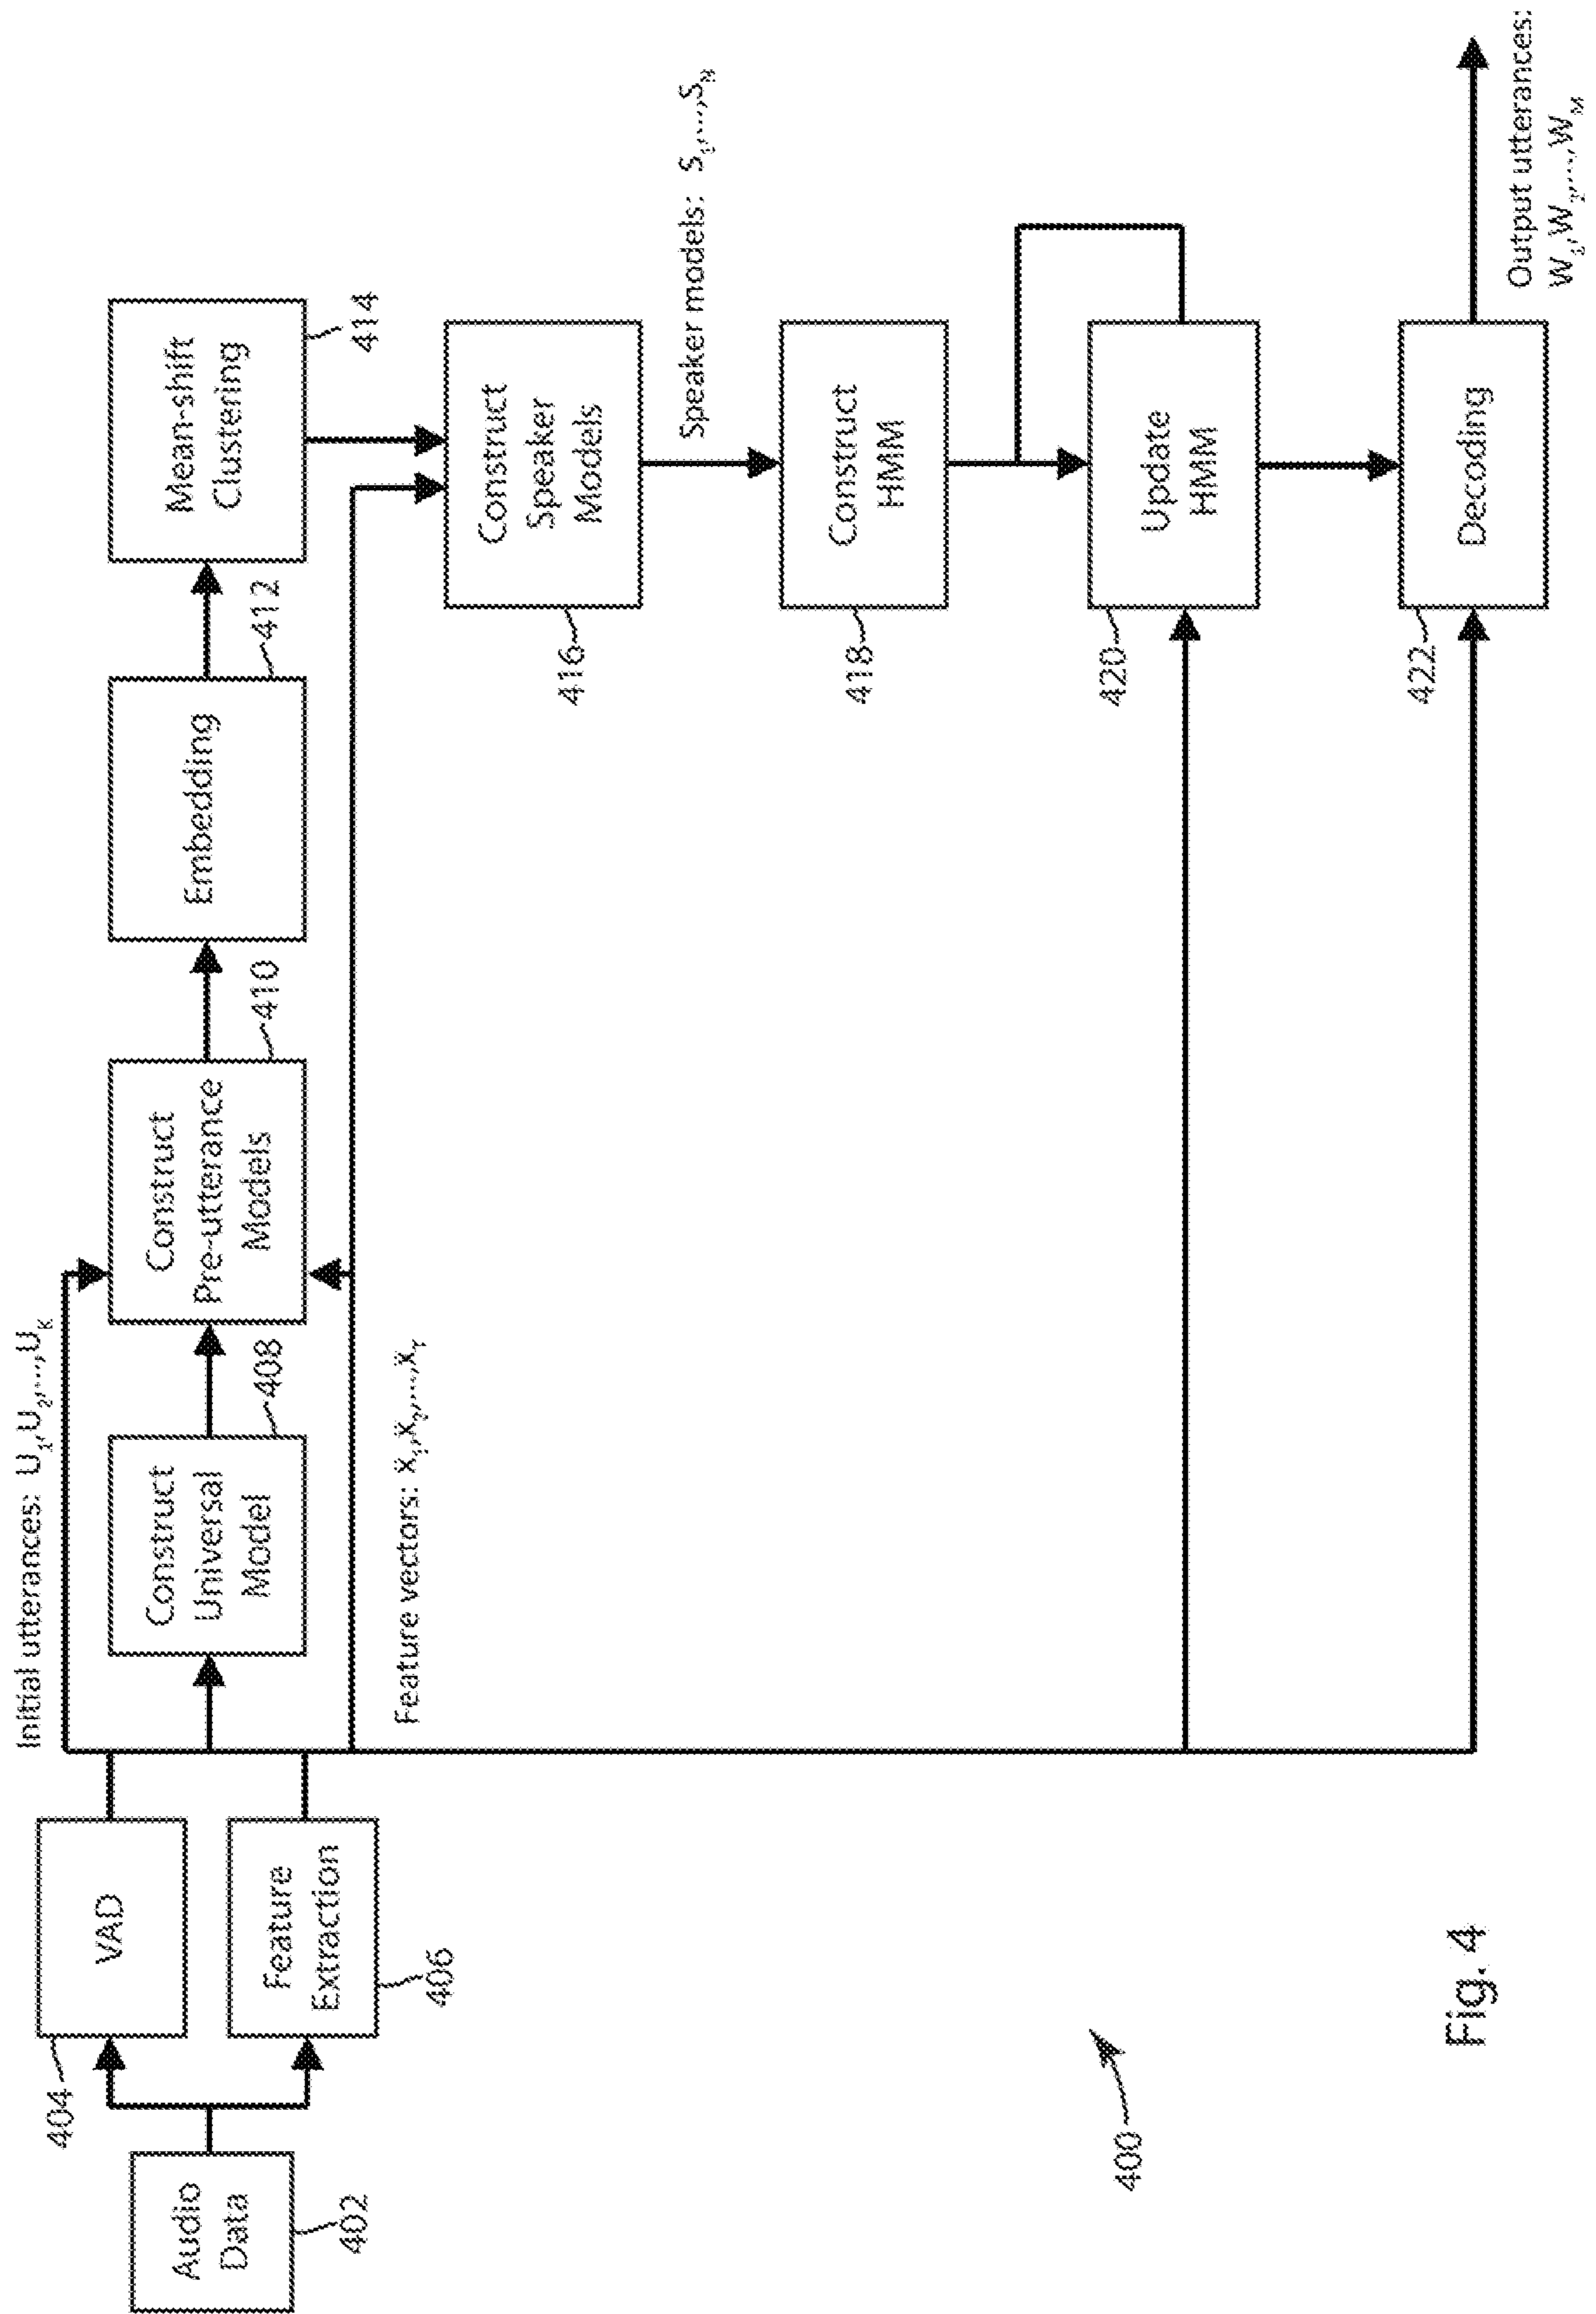 Initial utterances: U1,U2,...,UK
Audio
Data
402
VAD
404
Feature
Extraction
406
Construct
Universal
Model
408
Construct
Pre-utterance
Models
410
Embedding
412
Mean-shift
Clustering
414
Feature vectors: x1,x2,...,xT
Construct
Speaker
Models
416
Speaker models: S1,...,SN
Construct
HMM
418
Update
HMM
420
Decoding
422
Output utterances:
W1,W2,...,WM
400
Fig. 4